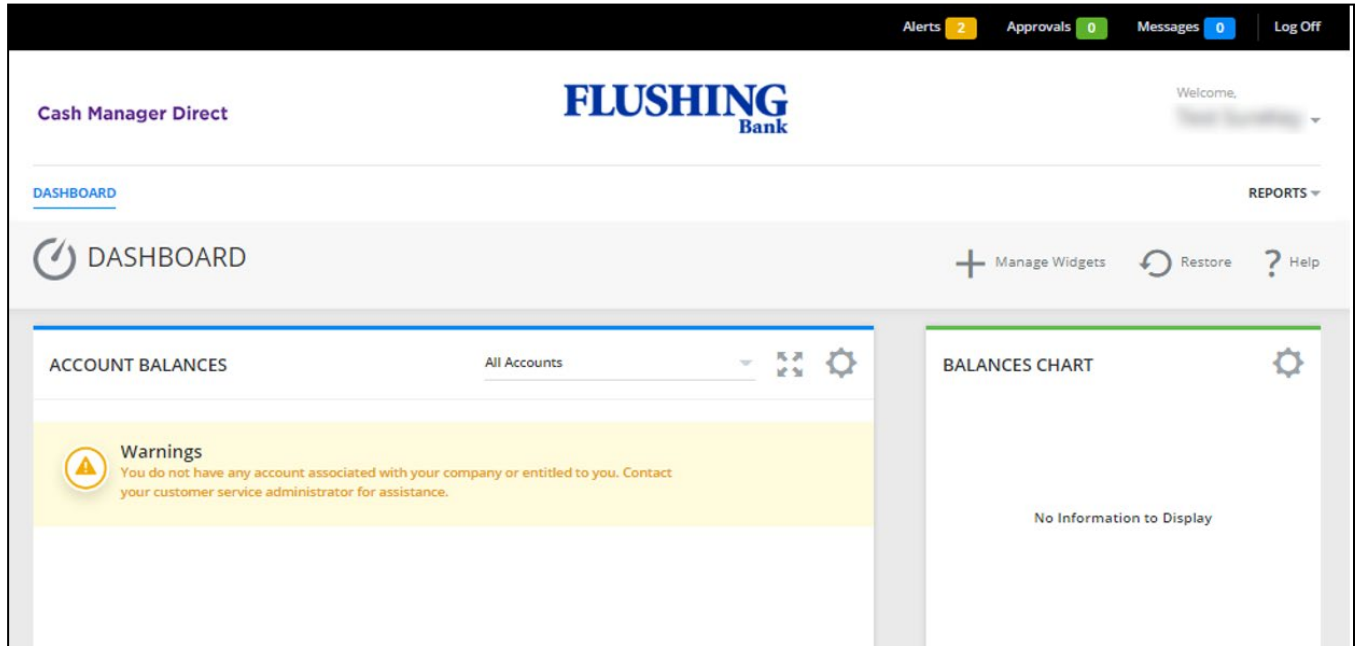 Alerts 2 Approvals 0 Messages 0 Log Off
Cash Manager Direct
FLUSHING
Bank
Welcome,
DASHBOARD
REPORTS
DASHBOARD
Manage Widgets Restore ? Help
ACCOUNT BALANCES
All Accounts
BALANCES CHART
Warnings
You do not have any account associated with your company or entitled to you. Contact
your customer service administrator for assistance.
No Information to Display